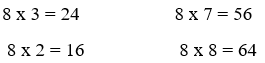 8 x 3 = 24 8 x 7 = 56
8 x 2 = 16 8 x 8 = 64